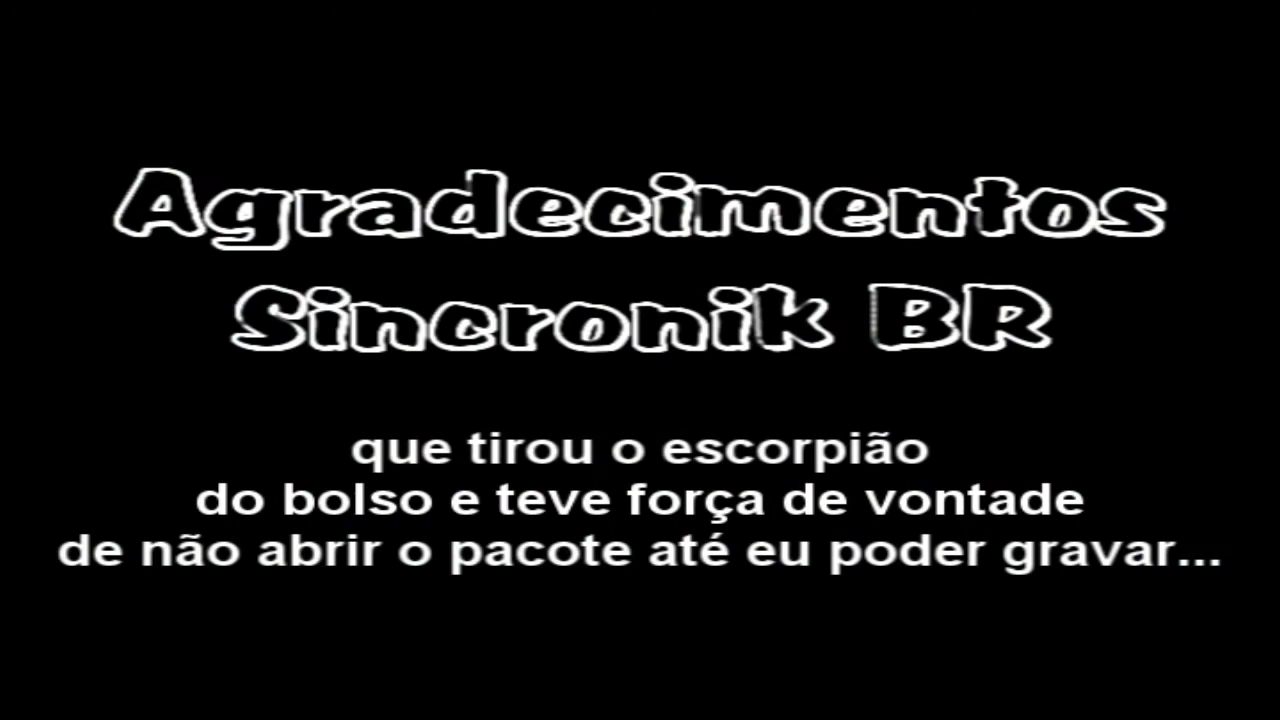 Agradecimentos
Sincronik BR
que tirou o escorpião
do bolso e teve força de vontade
de não abrir o pacote até eu poder gravar...